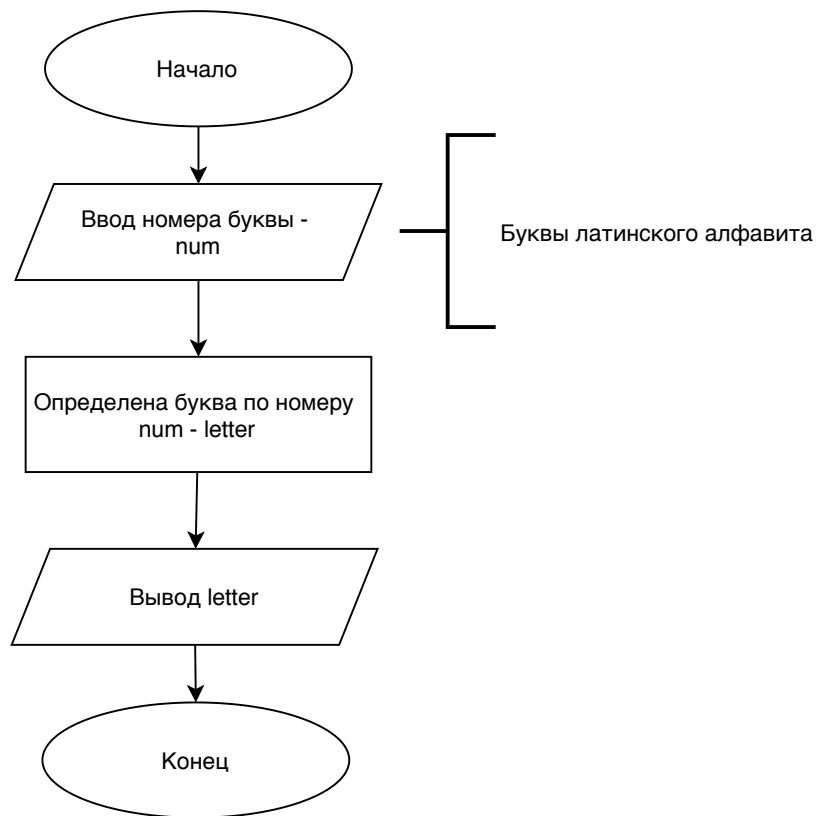 Начало
Ввод номера буквы -
num
Буквы латинского алфавита
Определена буква по номеру
num - letter
Вывод letter
Конец